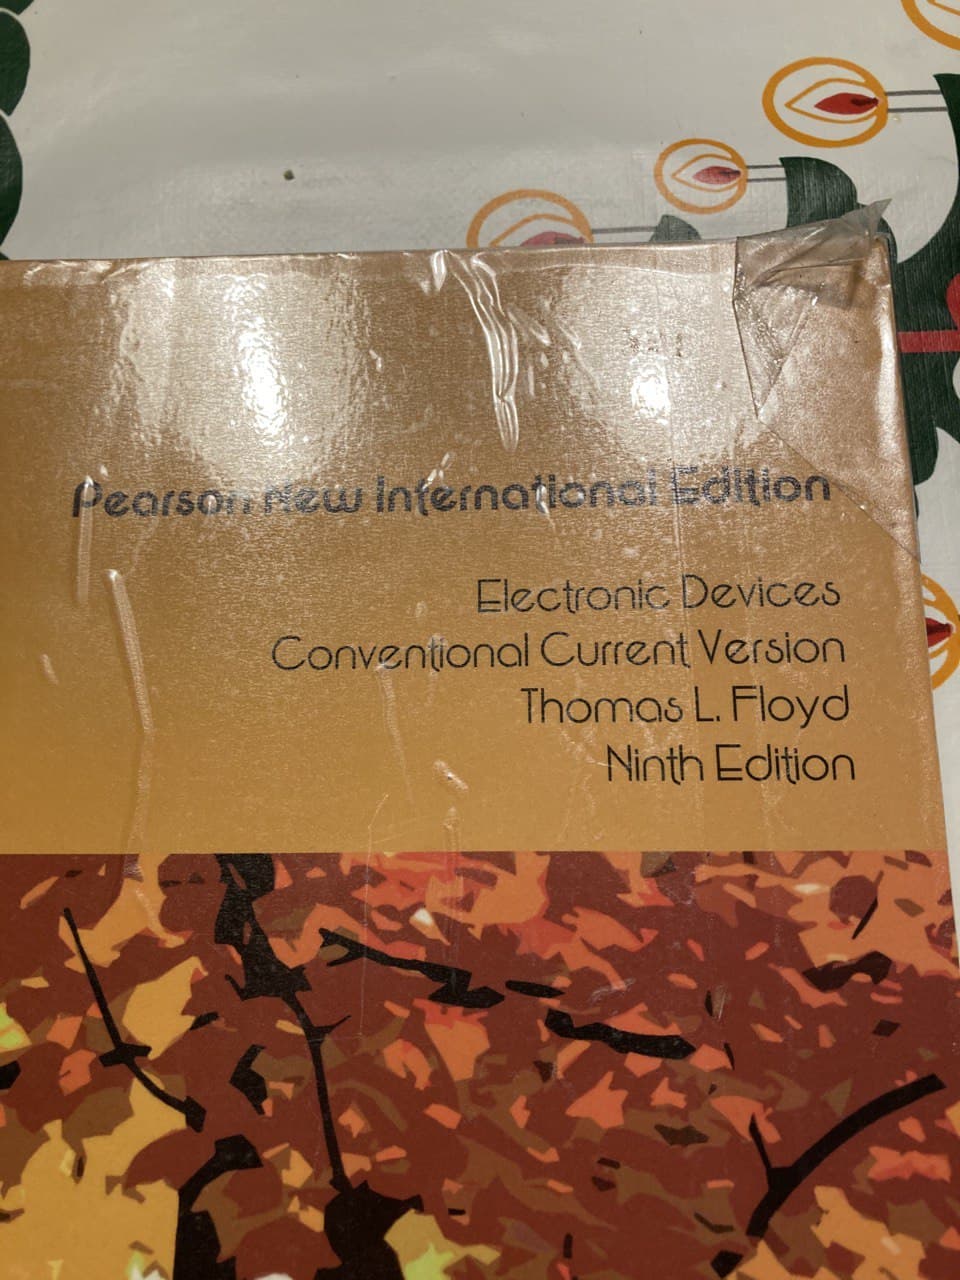 Pearson New International Edition
Electronic Devices
Conventional Current Version
Thomas L. Floyd
Ninth Edition